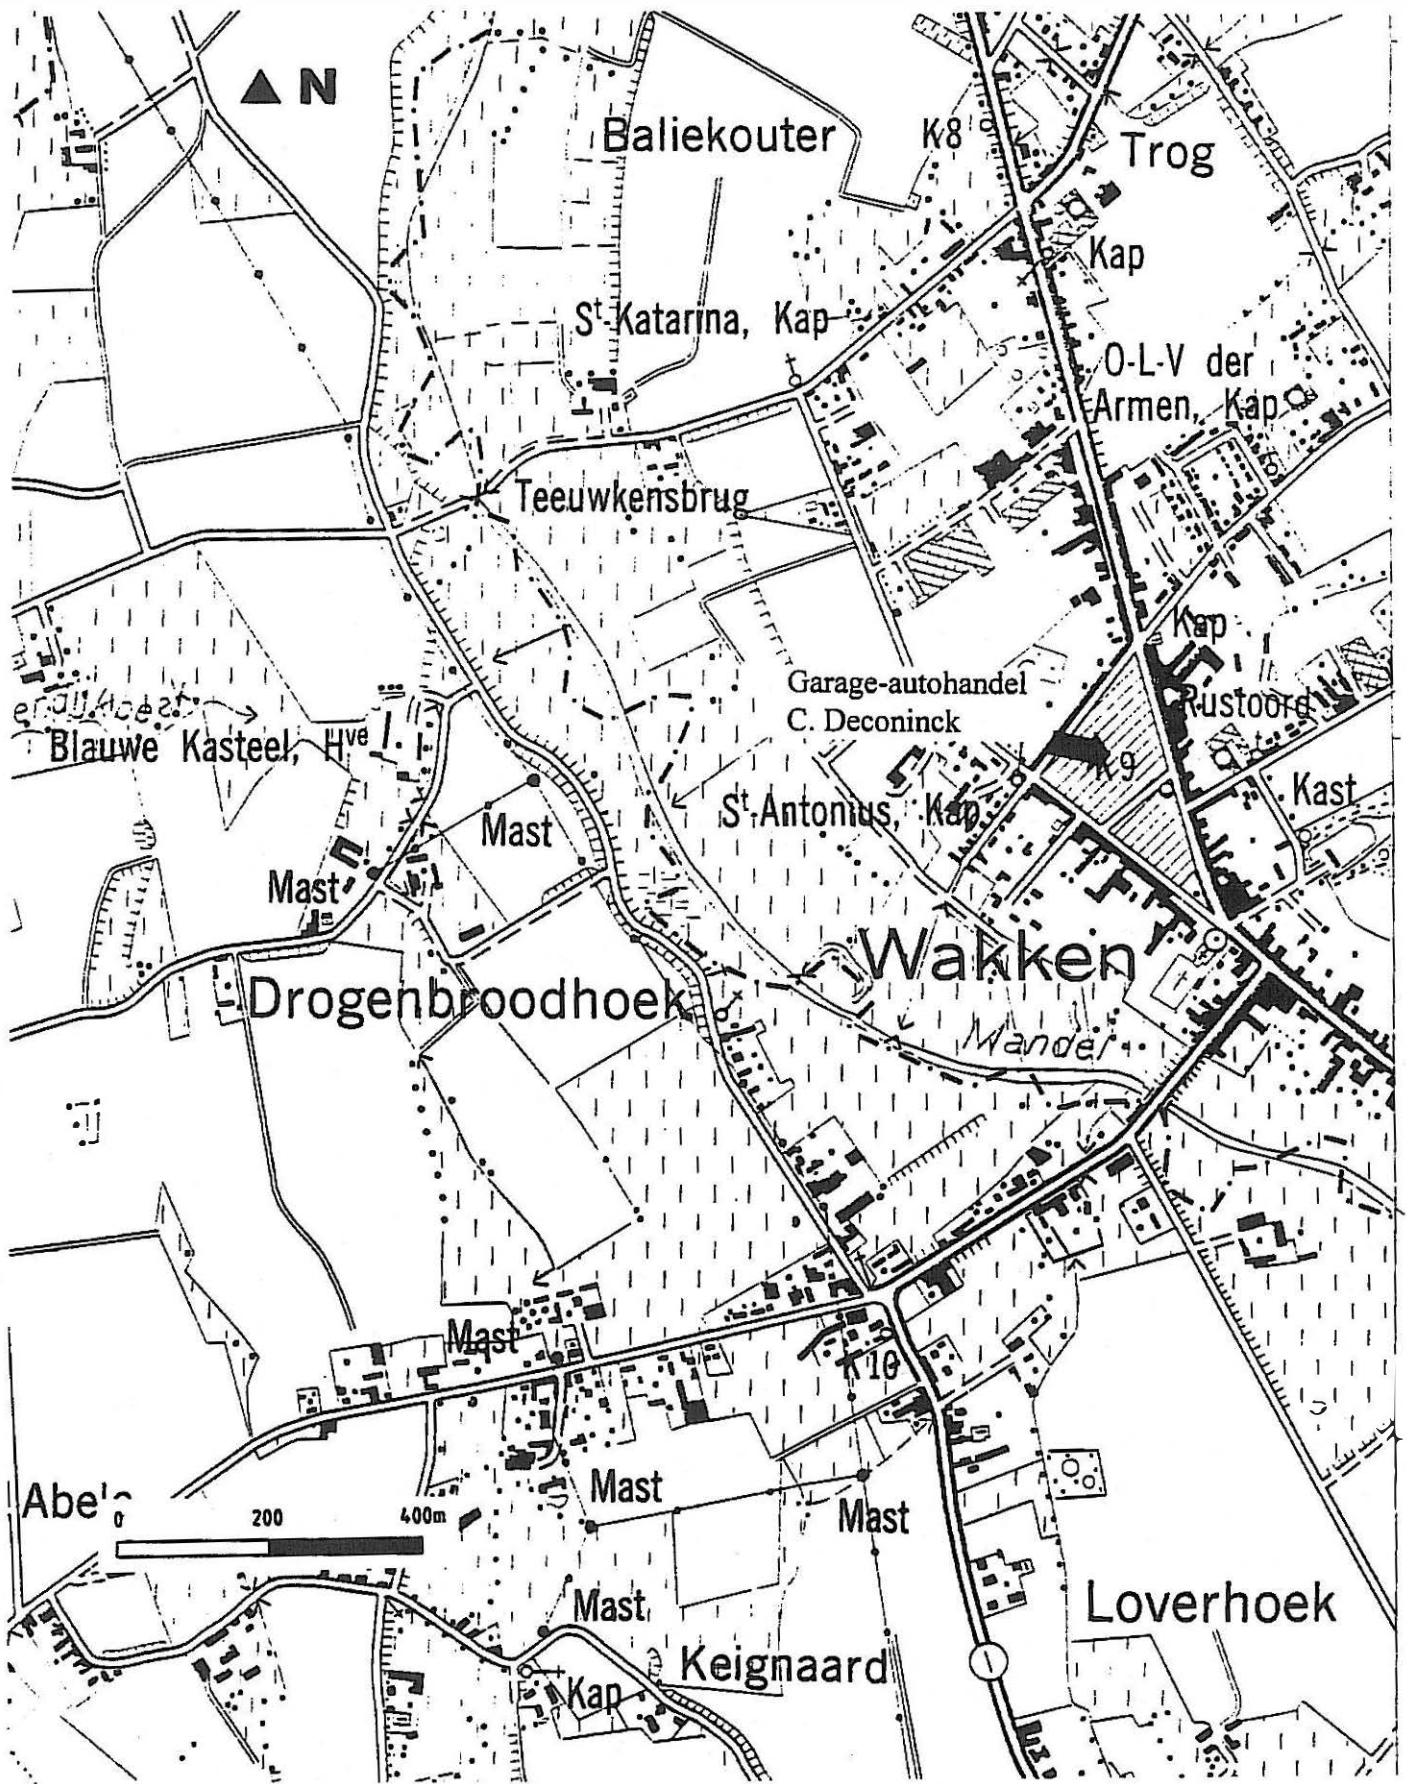 N
Baliekouter
K8
Trog
Kap
St Katarina, Kap
O-L-V der
Armen, Kap
Teeuwkensbrug
Kap
Garage-autohandel
C. Deconinck
Rustoord
Blauwe Kasteel, Hve
K9
Kast
St Antonius, Kap
Mast
Mast
Wakken
Drogenbroodhoek
Mandel
Mast
K10
Mast
Mast
0 200 400m
Mast
Loverhoek
Keignaard
Kap